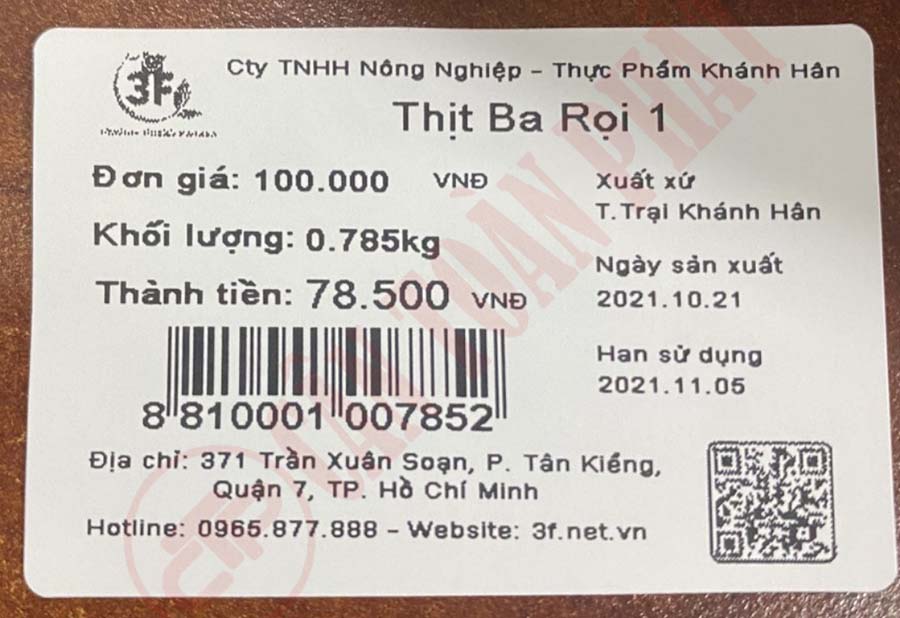 3F
Cty TNHH Nông Nghiệp - Thực Phẩm Khánh Hân
Thịt Ba Rọi 1
Đơn giá: 100.000 VNĐ
Khối lượng: 0.785kg
Thành tiền: 78.500 VNĐ
Xuất xứ
T.Trại Khánh Hân
Ngày sản xuất
2021.10.21
Han sử dụng
2021.11.05
8 810001 007852
Địa chỉ: 371 Trần Xuân Soạn, P. Tân Kiểng,
Quận 7, TP. Hồ Chí Minh
Hotline: 0965.877.888 - Website: 3f.net.vn
CÂN TOÀN PHÁT